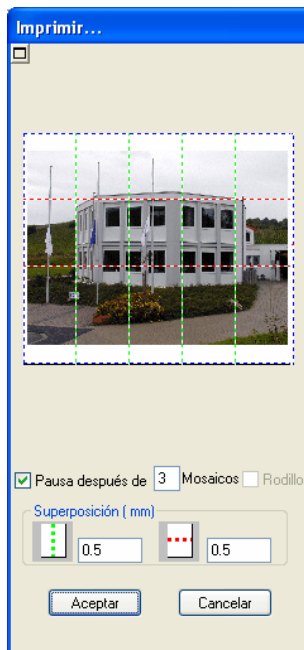 Imprimir...
Pausa después de 3 Mosaicos Rodillo
Superposición ( mm)
0.5 0.5
Aceptar Cancelar